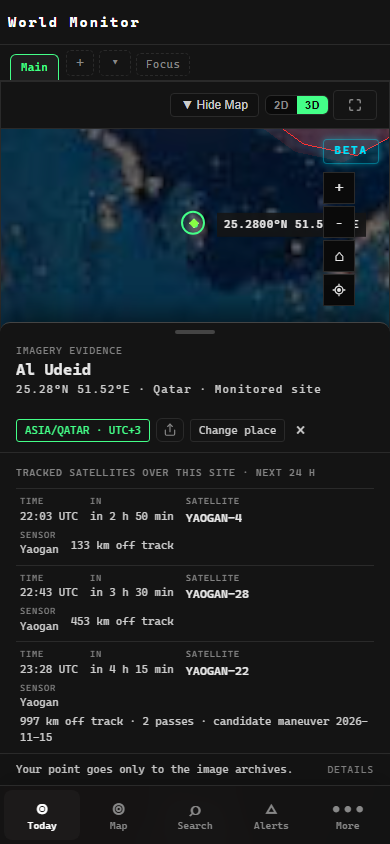 World Monitor
Main
+
▼
Focus
▼ Hide Map
2D 3D
BETA
+
25.2800°N 51.5
E
-
IMAGERY EVIDENCE
Al Udeid
25.28°N 51.52°E · Qatar · Monitored site
ASIA/QATAR · UTC+3
Change place
×
TRACKED SATELLITES OVER THIS SITE · NEXT 24 H
TIME IN SATELLITE
22:03 UTC in 2 h 50 min YAOGAN-4
SENSOR
Yaogan 133 km off track
TIME IN SATELLITE
22:43 UTC in 3 h 30 min YAOGAN-28
SENSOR
Yaogan 453 km off track
TIME IN SATELLITE
23:28 UTC in 4 h 15 min YAOGAN-22
SENSOR
Yaogan
997 km off track · 2 passes · candidate maneuver 2026-
11-15
Your point goes only to the image archives. DETAILS
Today Map Search Alerts More